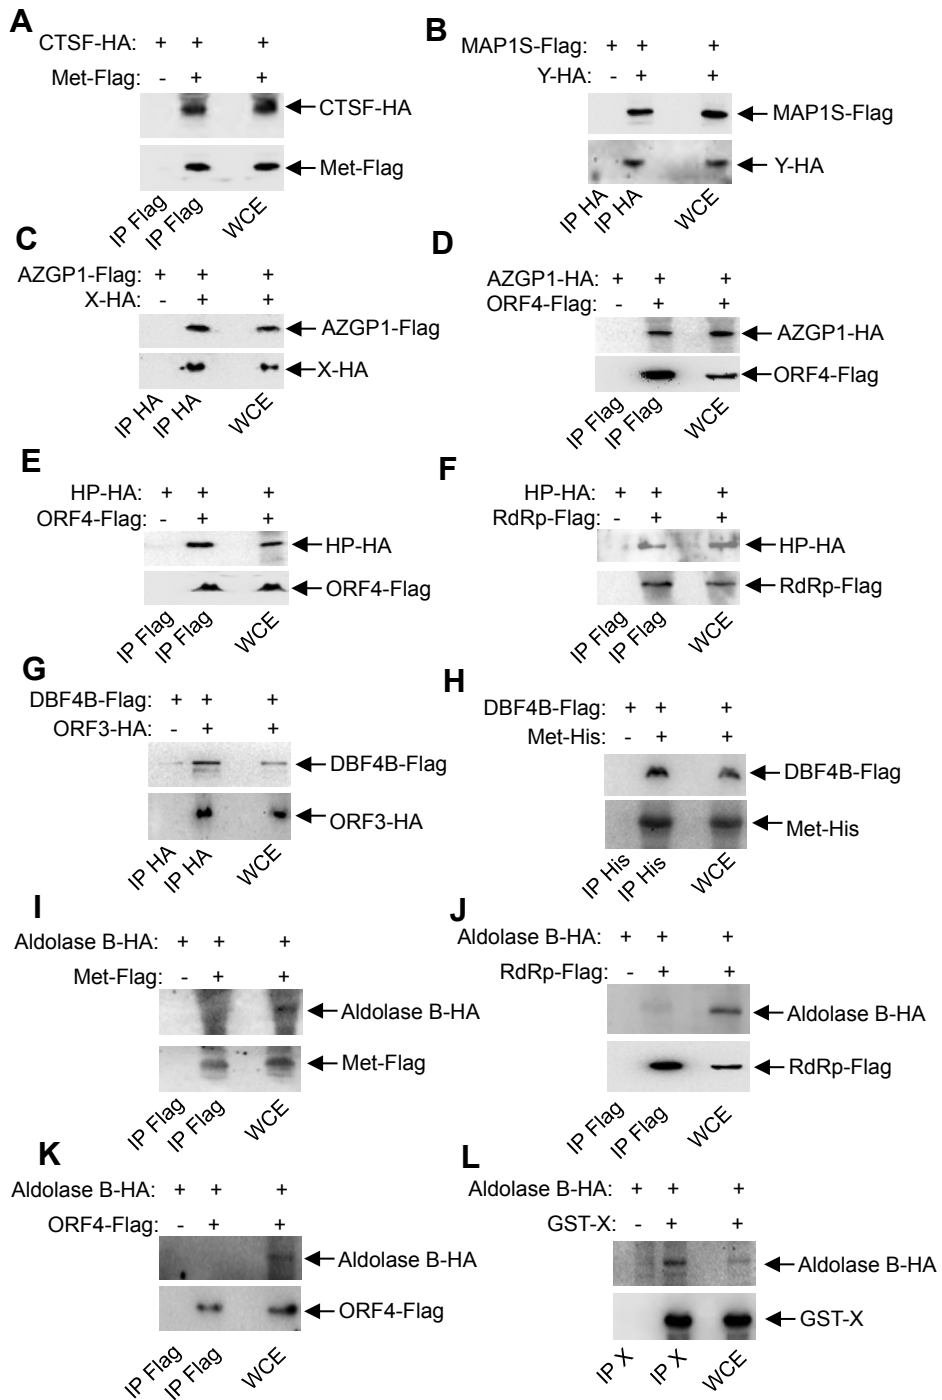 A
CTSF-HA: + + +
Met-Flag: - + +
CTSF-HA
Met-Flag
IP Flag IP Flag WCE
B
MAP1S-Flag: + + +
Y-HA: - + +
MAP1S-Flag
Y-HA
IP HA IP HA WCE
C
AZGP1-Flag: + + +
X-HA: - + +
AZGP1-Flag
X-HA
IP HA IP HA WCE
D
AZGP1-HA: + + +
ORF4-Flag: - + +
AZGP1-HA
ORF4-Flag
IP Flag IP Flag WCE
E
HP-HA: + + +
ORF4-Flag: - + +
HP-HA
ORF4-Flag
IP Flag IP Flag WCE
F
HP-HA: + + +
RdRp-Flag: - + +
HP-HA
RdRp-Flag
IP Flag IP Flag WCE
G
DBF4B-Flag: + + +
ORF3-HA: - + +
DBF4B-Flag
ORF3-HA
IP HA IP HA WCE
H
DBF4B-Flag: + + +
Met-His: - + +
DBF4B-Flag
Met-His
IP His IP His WCE
I
Aldolase B-HA: + + +
Met-Flag: - + +
Aldolase B-HA
Met-Flag
IP Flag IP Flag WCE
J
Aldolase B-HA: + + +
RdRp-Flag: - + +
Aldolase B-HA
RdRp-Flag
IP Flag IP Flag WCE
K
Aldolase B-HA: + + +
ORF4-Flag: - + +
Aldolase B-HA
ORF4-Flag
IP Flag IP Flag WCE
L
Aldolase B-HA: + + +
GST-X: - + +
Aldolase B-HA
GST-X
IP X IP X WCE